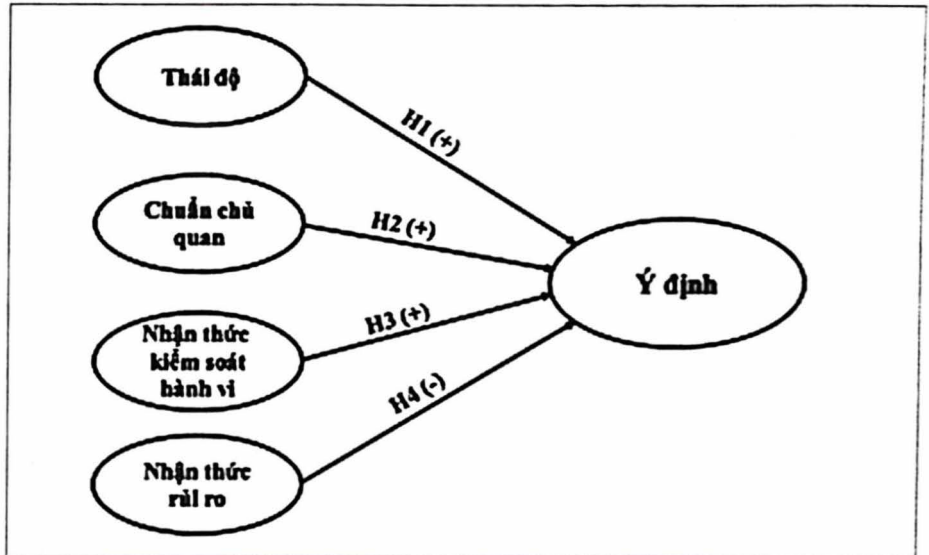 Thái độ
H1 (+)
Chuẩn chủ
quan
H2 (+)
Ý định
Nhận thức
kiểm soát
hành vi
H3 (+)
H4 (-)
Nhận thức
rủi ro